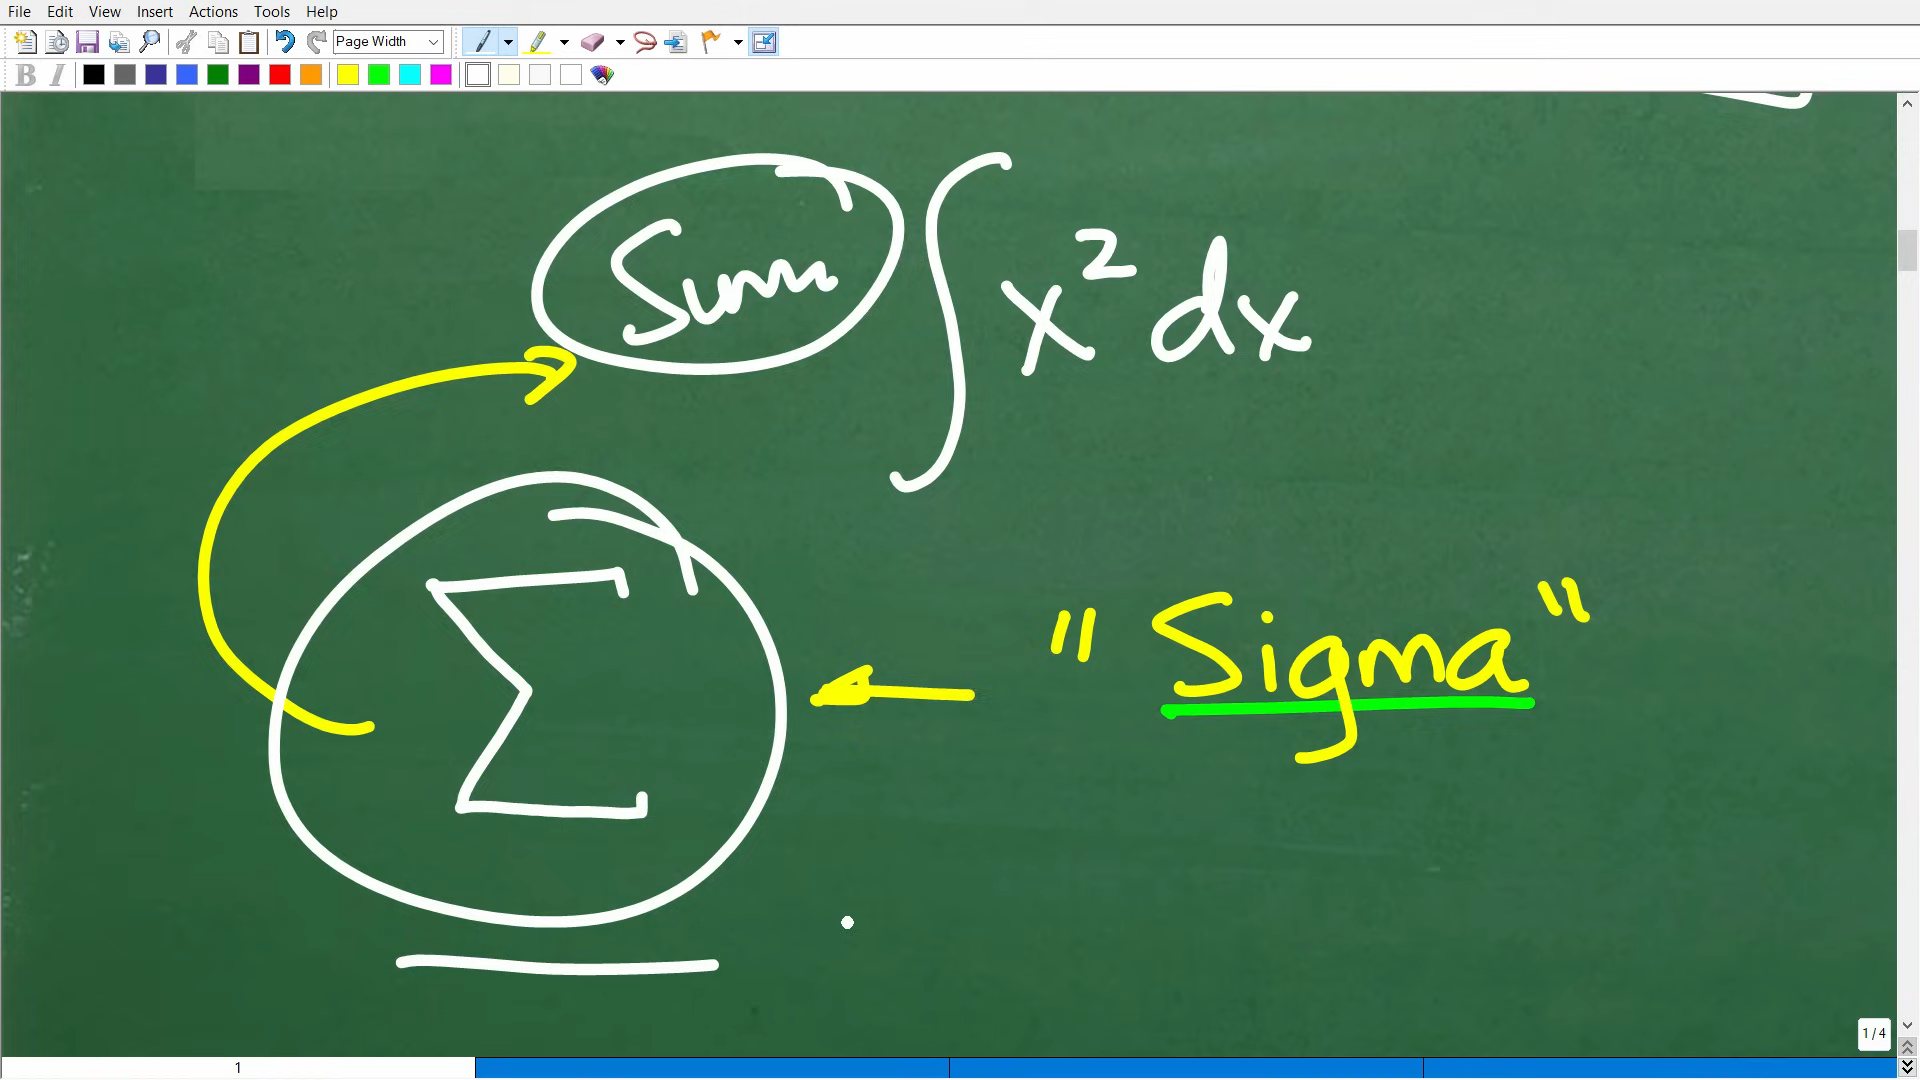 File Edit View Insert Actions Tools Help
Page Width
B I
Sum ∫ x² dx
Σ " Sigma "
1 / 4
1